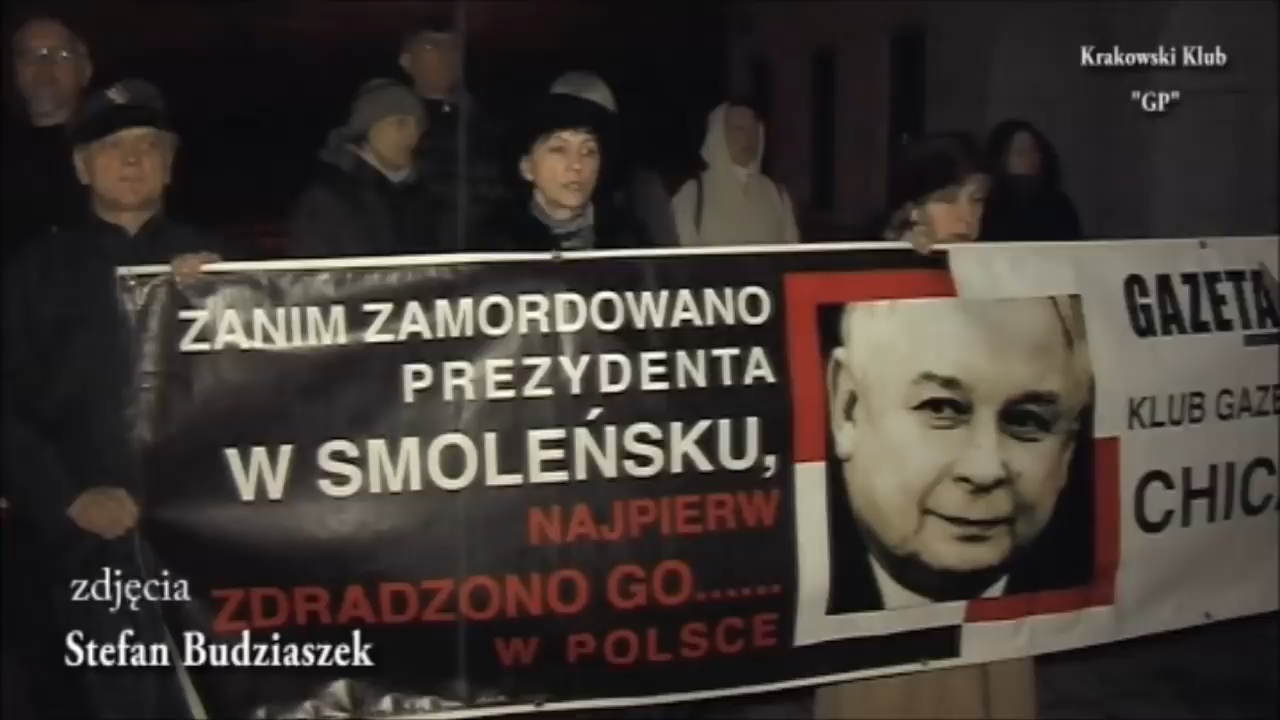 Krakowski Klub
"GP"
ZANIM ZAMORDOWANO
PREZYDENTA
W SMOLEŃSKU,
NAJPIERW
ZDRADZONO GO......
W POLSCE
GAZETA
KLUB GAZE
CHIC
zdjęcia
Stefan Budziaszek